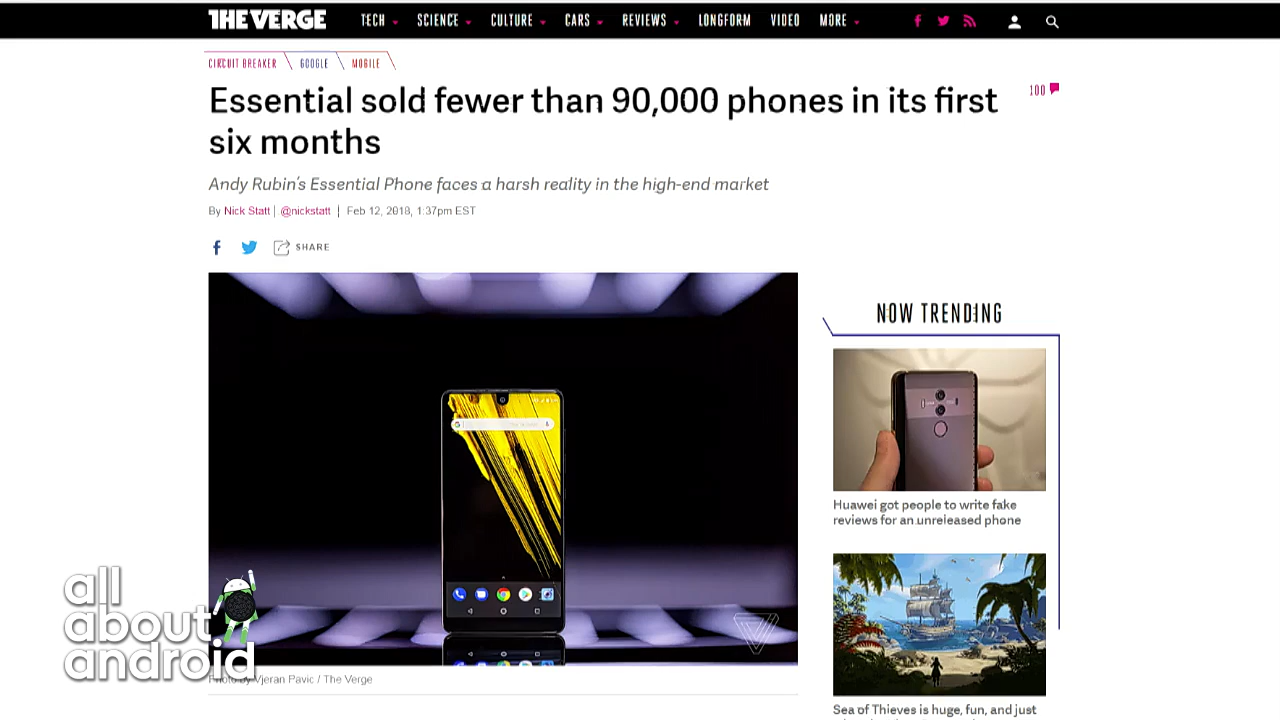 THE VERGE
TECH SCIENCE CULTURE CARS REVIEWS LONGFORM VIDEO MORE
CIRCUIT BREAKER GOOGLE MOBILE
Essential sold fewer than 90,000 phones in its first
six months
100
Andy Rubin's Essential Phone faces a harsh reality in the high-end market
By Nick Statt | @nickstatt | Feb 12, 2018, 1:37pm EST
SHARE
NOW TRENDING
Huawei got people to write fake
reviews for an unreleased phone
all
about
android
Photo by Vjeran Pavic / The Verge
Sea of Thieves is huge, fun, and just